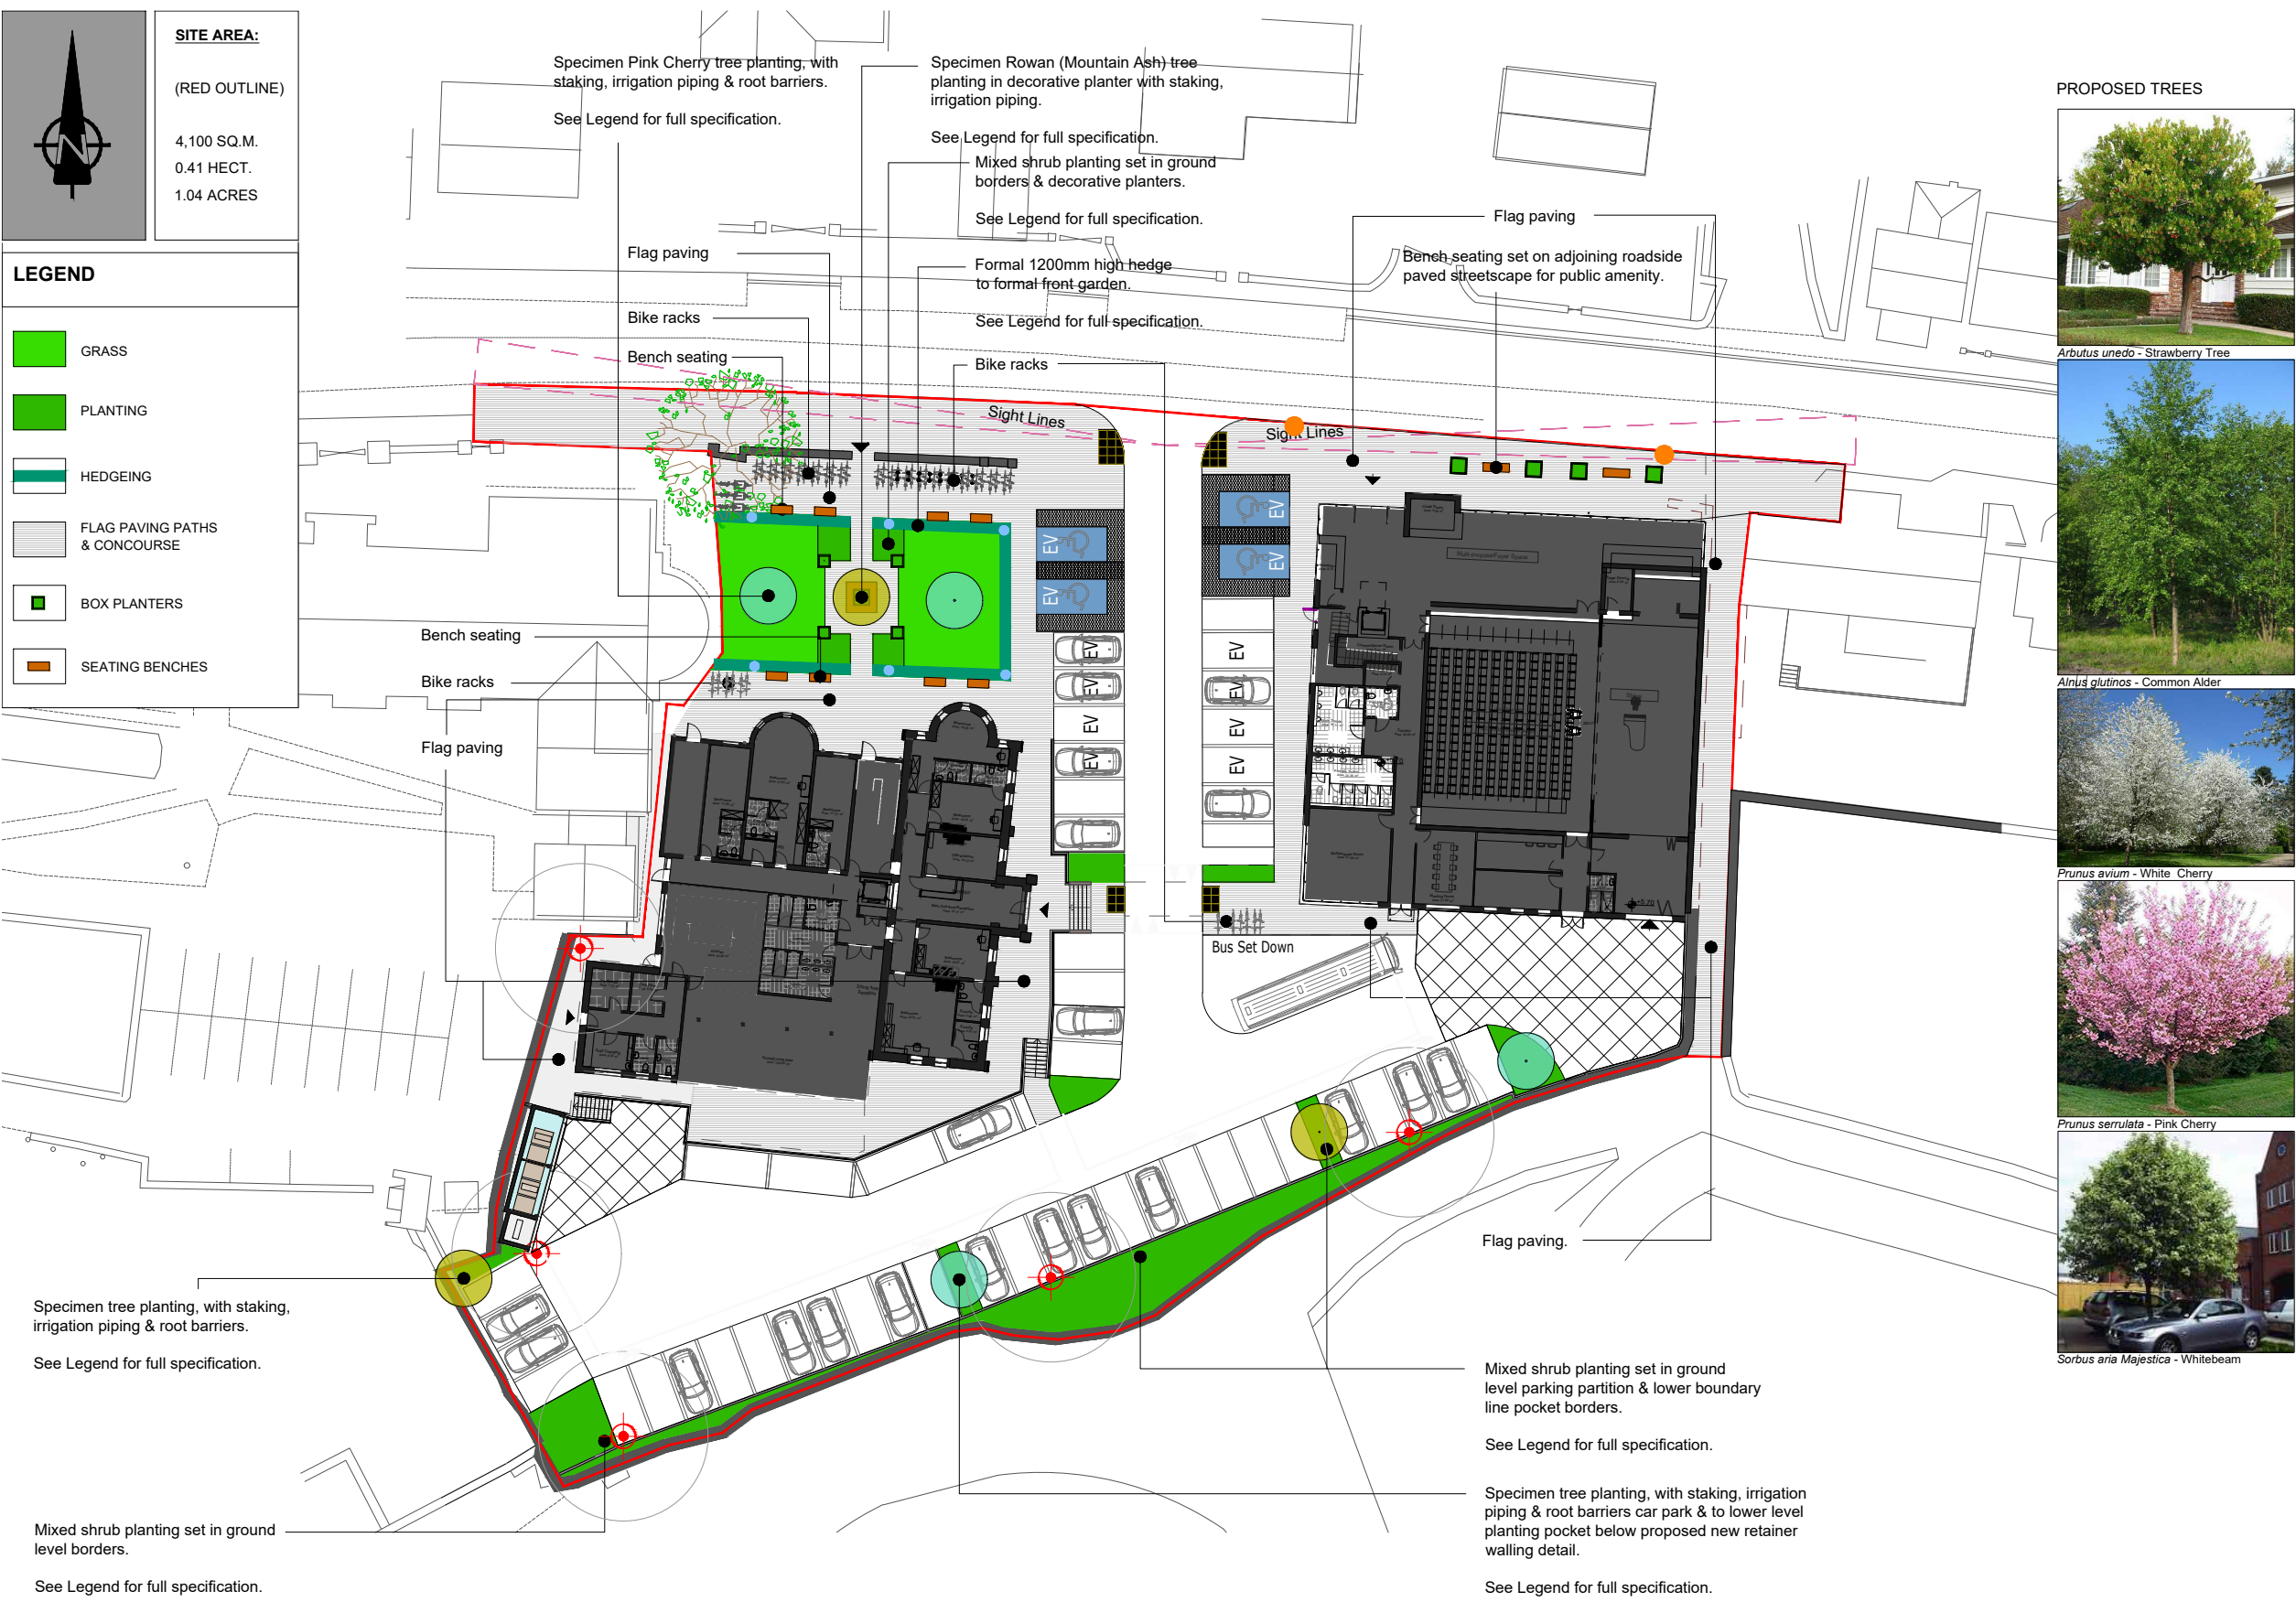 SITE AREA:
(RED OUTLINE)
4,100 SQ.M.
0.41 HECT.
1.04 ACRES
N
LEGEND
GRASS
PLANTING
HEDGEING
FLAG PAVING PATHS
& CONCOURSE
BOX PLANTERS
SEATING BENCHES
Specimen Pink Cherry tree planting, with
staking, irrigation piping & root barriers.
See Legend for full specification.
Specimen Rowan (Mountain Ash) tree
planting in decorative planter with staking,
irrigation piping.
See Legend for full specification.
Mixed shrub planting set in ground
borders & decorative planters.
See Legend for full specification.
Flag paving
Formal 1200mm high hedge
to formal front garden.
See Legend for full specification.
Bike racks
Bench seating
Bike racks
Flag paving
Bench seating set on adjoining roadside
paved streetscape for public amenity.
Sight Lines
Sight Lines
EV
EV
EV
EV
EV
EV
EV
EV
EV
EV
EV
EV
Bench seating
Bike racks
Flag paving
Bus Set Down
Flag paving.
Specimen tree planting, with staking,
irrigation piping & root barriers.
See Legend for full specification.
Mixed shrub planting set in ground
level borders.
See Legend for full specification.
Mixed shrub planting set in ground
level parking partition & lower boundary
line pocket borders.
See Legend for full specification.
Specimen tree planting, with staking, irrigation
piping & root barriers car park & to lower level
planting pocket below proposed new retainer
walling detail.
See Legend for full specification.
PROPOSED TREES
Arbutus unedo - Strawberry Tree
Alnus glutinos - Common Alder
Prunus avium - White Cherry
Prunus serrulata - Pink Cherry
Sorbus aria Majestica - Whitebeam